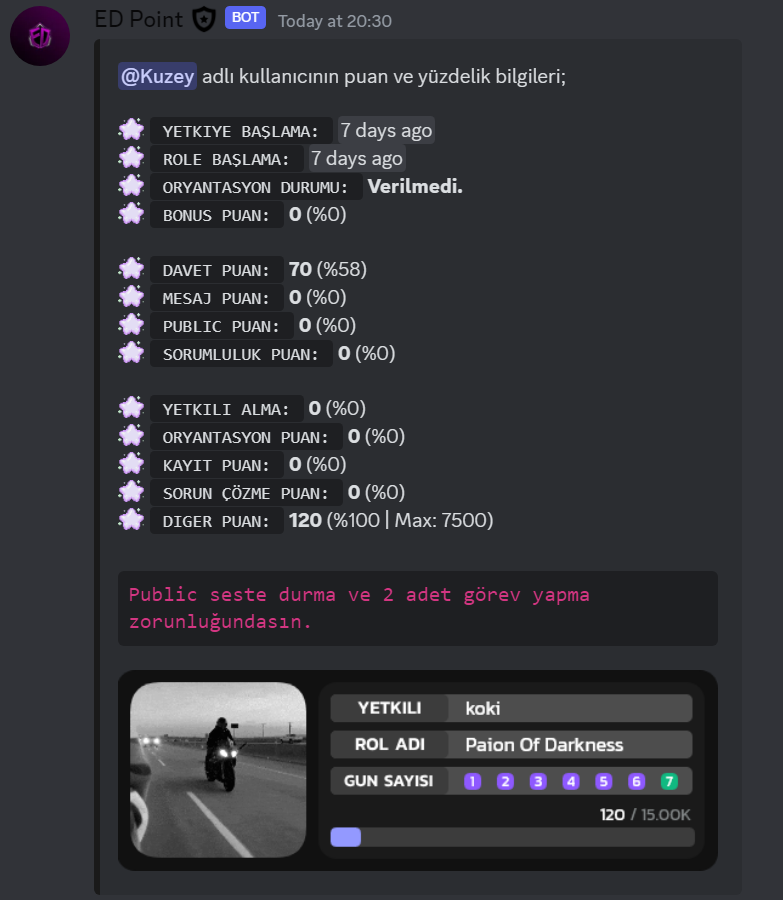 ED Point BOT Today at 20:30
@Kuzey adlı kullanıcının puan ve yüzdelik bilgileri;
YETKIYE BAŞLAMA: 7 days ago
ROLE BAŞLAMA: 7 days ago
ORYANTASYON DURUMU: Verilmedi.
BONUS PUAN: 0 (%0)
DAVET PUAN: 70 (%58)
MESAJ PUAN: 0 (%0)
PUBLIC PUAN: 0 (%0)
SORUMLULUK PUAN: 0 (%0)
YETKILI ALMA: 0 (%0)
ORYANTASYON PUAN: 0 (%0)
KAYIT PUAN: 0 (%0)
SORUN ÇÖZME PUAN: 0 (%0)
DIGER PUAN: 120 (%100 | Max: 7500)
Public seste durma ve 2 adet görev yapma
zorunluğundasın.
YETKILI koki
ROL ADI Paion Of Darkness
GUN SAYISI 1 2 3 4 5 6 7
120 / 15.00K